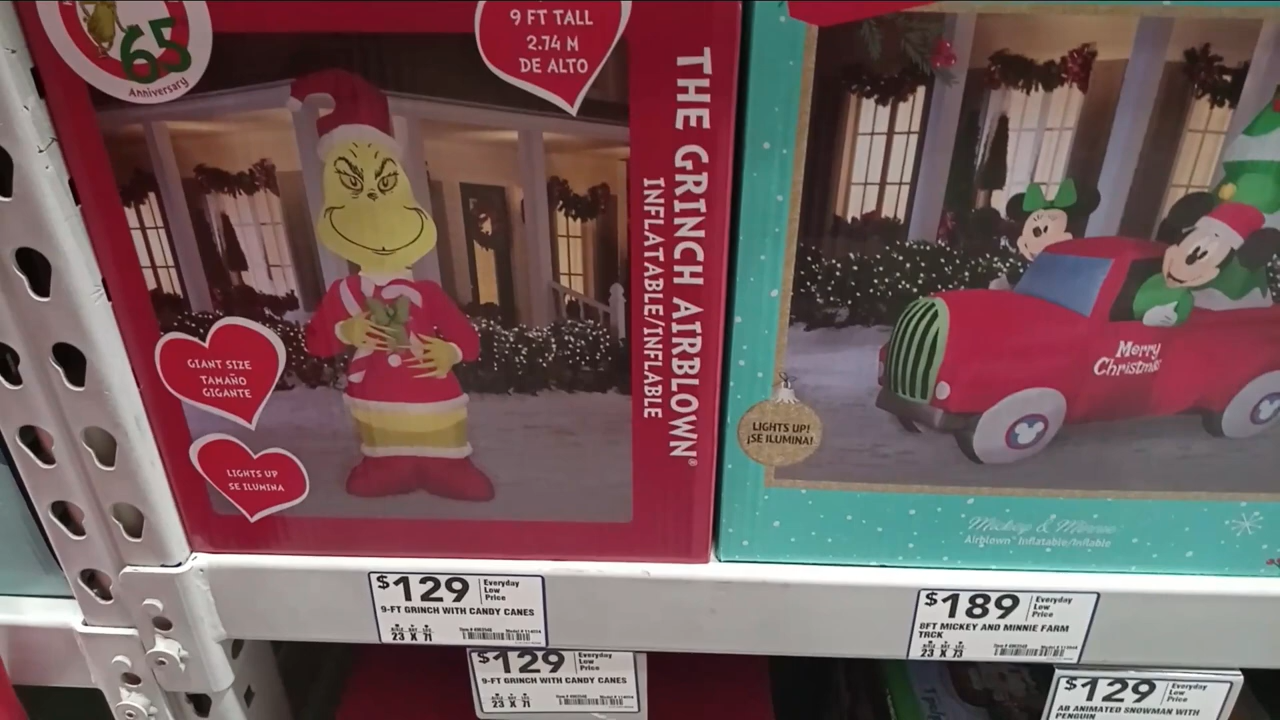 65
Anniversary
9 FT TALL
2.74 M
DE ALTO
THE GRINCH AIRBLOWN®
INFLATABLE/INFLABLE
GIANT SIZE
TAMAÑO
GIGANTE
LIGHTS UP
SE ILUMINA
Merry
Christmas
LIGHTS UP!
¡SE ILUMINA!
Mickey & Minnie
Airblown™ Inflatable/Inflable
$129
Everyday
Low
Price
9-FT GRINCH WITH CANDY CANES
23 X 71
$189
Everyday
Low
Price
8FT MICKEY AND MINNIE FARM
TRCK
23 X 73
$129
Everyday
Low
Price
9-FT GRINCH WITH CANDY CANES
23 X 71
$129
Everyday
Low
Price
AB ANIMATED SNOWMAN WITH
PENGUIN